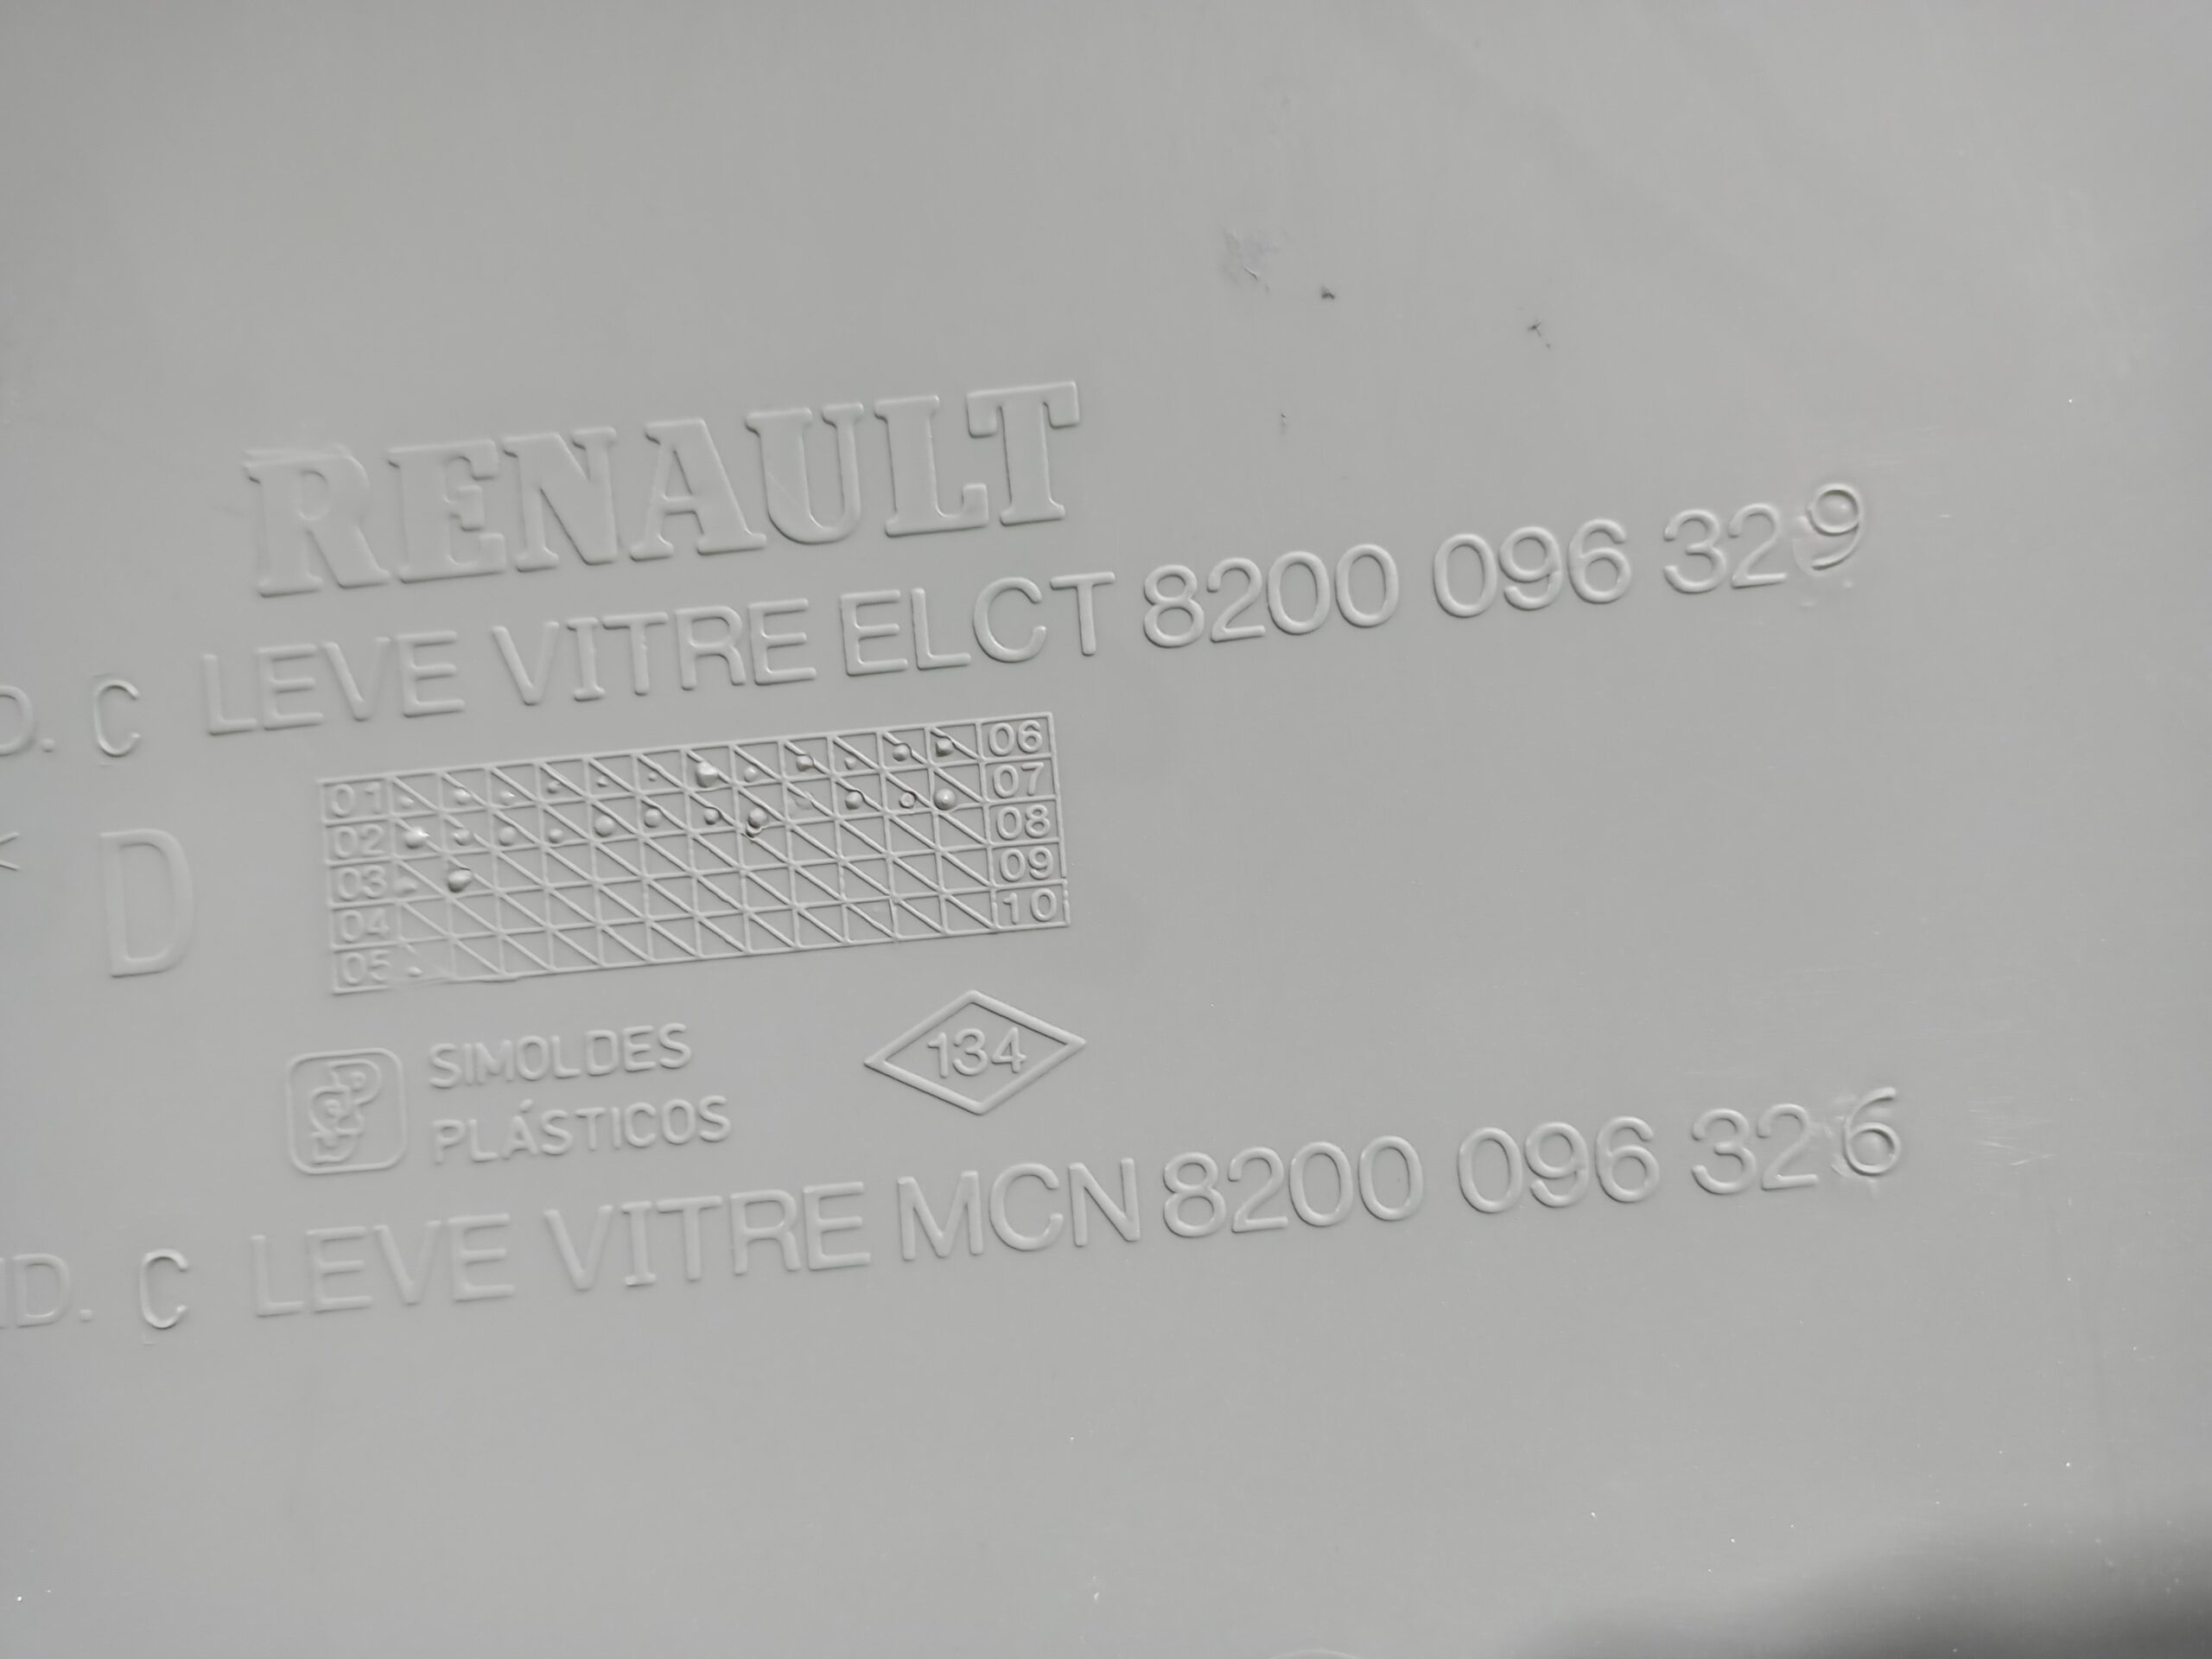 RENAULT
D. C LEVE VITRE ELCT 8200 096 329
01 06
02 07
03 08
04 09
05 10
D
SIMOLDES
PLÁSTICOS
134
ND. C LEVE VITRE MCN 8200 096 326